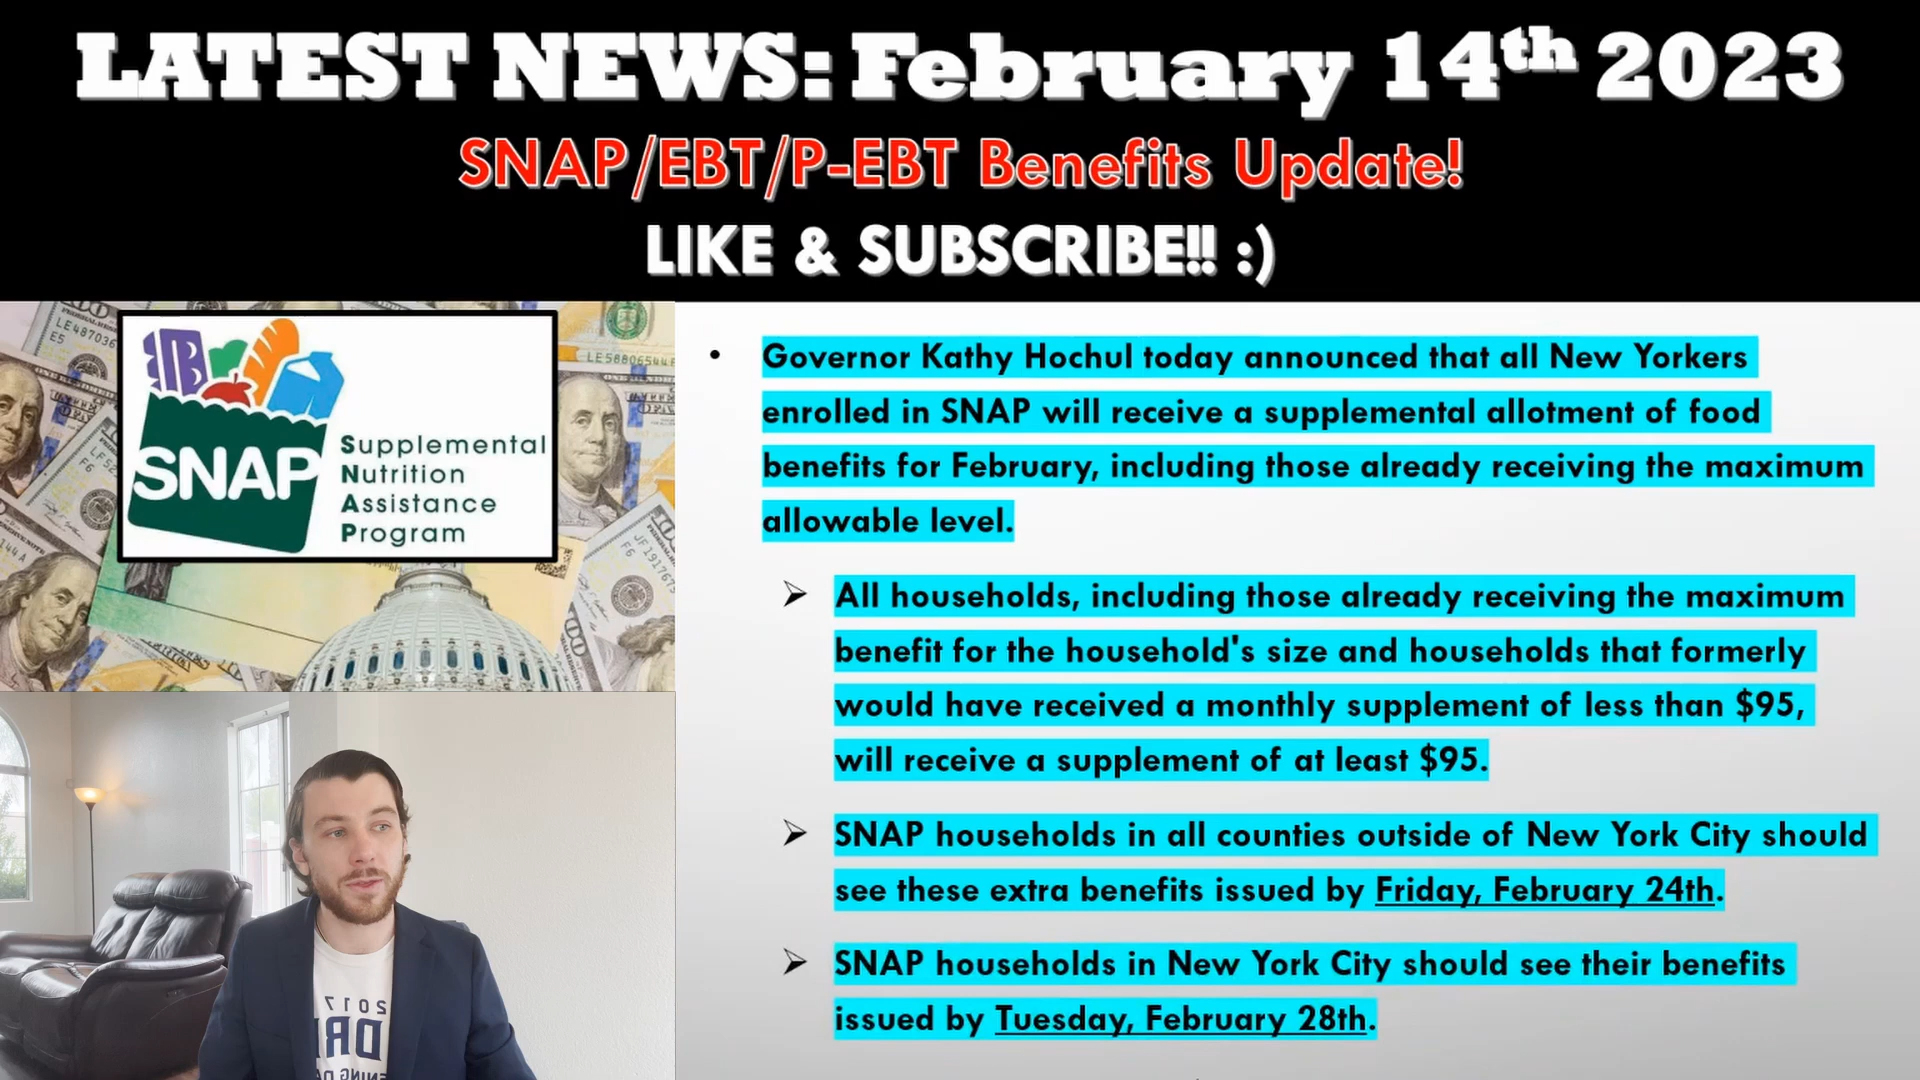 LATEST NEWS: February 14th 2023
SNAP/EBT/P-EBT Benefits Update!
LIKE & SUBSCRIBE!! :)
LE487036
E5
LE5880654
SNAP
Supplemental
Nutrition
Assistance
Program
F6
F6
• Governor Kathy Hochul today announced that all New Yorkers
enrolled in SNAP will receive a supplemental allotment of food
benefits for February, including those already receiving the maximum
allowable level.
➢ All households, including those already receiving the maximum
benefit for the household's size and households that formerly
would have received a monthly supplement of less than $95,
will receive a supplement of at least $95.
➢ SNAP households in all counties outside of New York City should
see these extra benefits issued by Friday, February 24th.
➢ SNAP households in New York City should see their benefits
issued by Tuesday, February 28th.
2017